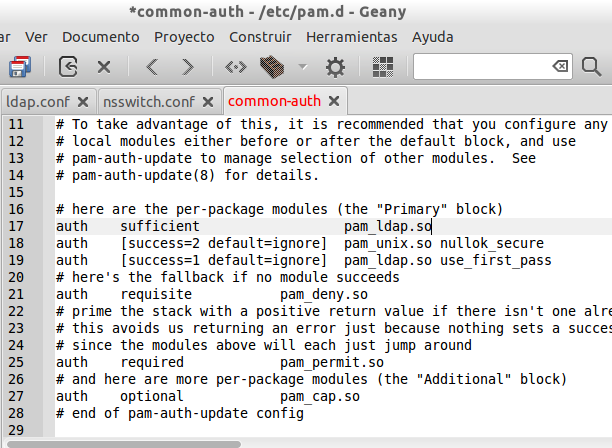 *common-auth - /etc/pam.d - Geany
ar Ver Documento Proyecto Construir Herramientas Ayuda
ldap.conf nsswitch.conf common-auth
11 # To take advantage of this, it is recommended that you configure any
12 # local modules either before or after the default block, and use
13 # pam-auth-update to manage selection of other modules.  See
14 # pam-auth-update(8) for details.
15
16 # here are the per-package modules (the "Primary" block)
17 auth    sufficient                  pam_ldap.so
18 auth    [success=2 default=ignore]  pam_unix.so nullok_secure
19 auth    [success=1 default=ignore]  pam_ldap.so use_first_pass
20 # here's the fallback if no module succeeds
21 auth    requisite           pam_deny.so
22 # prime the stack with a positive return value if there isn't one alre
23 # this avoids us returning an error just because nothing sets a succes
24 # since the modules above will each just jump around
25 auth    required            pam_permit.so
26 # and here are more per-package modules (the "Additional" block)
27 auth    optional            pam_cap.so
28 # end of pam-auth-update config
29